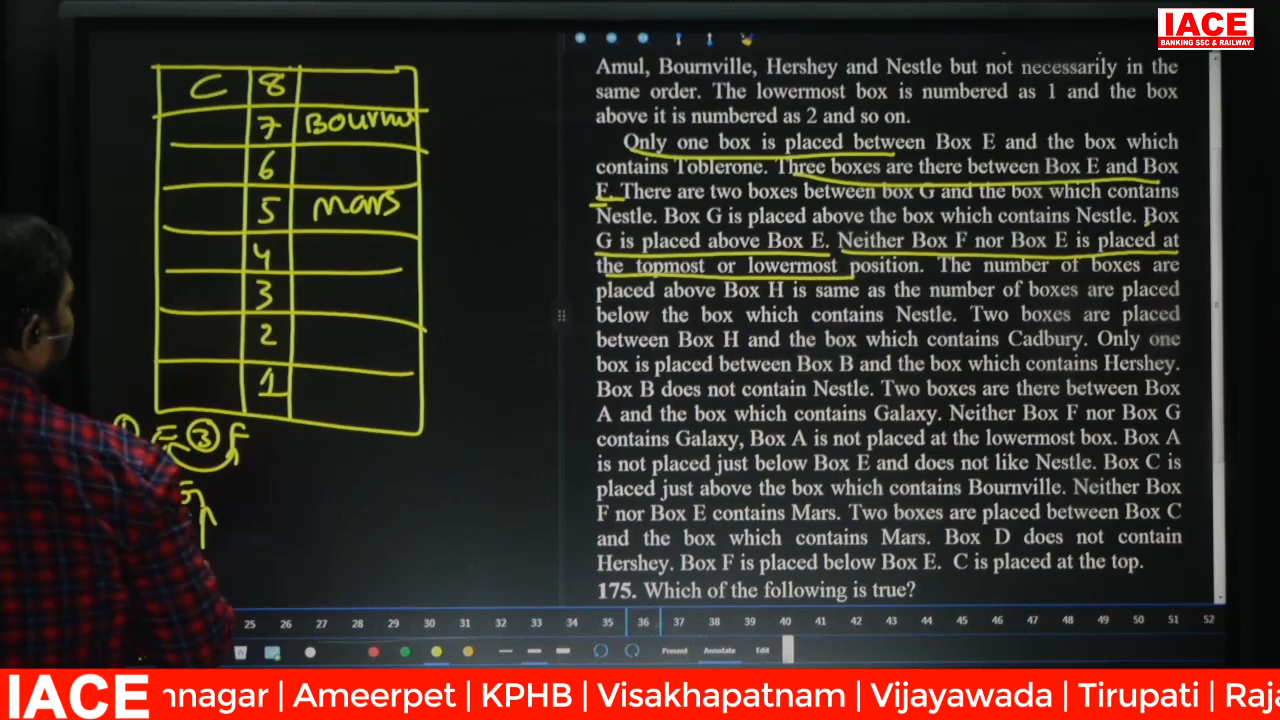 IACE
BANKING SSC & RAILWAY
C 8
7 Bournv
6
5 Mars
4
3
2
1
E 3 F
Amul, Bournville, Hershey and Nestle but not necessarily in the
same order. The lowermost box is numbered as 1 and the box
above it is numbered as 2 and so on.
Only one box is placed between Box E and the box which
contains Toblerone. Three boxes are there between Box E and Box
F. There are two boxes between box G and the box which contains
Nestle. Box G is placed above the box which contains Nestle. Box
G is placed above Box E. Neither Box F nor Box E is placed at
the topmost or lowermost position. The number of boxes are
placed above Box H is same as the number of boxes are placed
below the box which contains Nestle. Two boxes are placed
between Box H and the box which contains Cadbury. Only one
box is placed between Box B and the box which contains Hershey.
Box B does not contain Nestle. Two boxes are there between Box
A and the box which contains Galaxy. Neither Box F nor Box G
contains Galaxy, Box A is not placed at the lowermost box. Box A
is not placed just below Box E and does not like Nestle. Box C is
placed just above the box which contains Bournville. Neither Box
F nor Box E contains Mars. Two boxes are placed between Box C
and the box which contains Mars. Box D does not contain
Hershey. Box F is placed below Box E. C is placed at the top.
175. Which of the following is true?
25 26 27 28 29 30 31 32 33 34 35 36 37 38 39 40 41 42 43 44 45 46 47 48 49 50 51 52
Present Annotate Edit
IACE nnagar | Ameerpet | KPHB | Visakhapatnam | Vijayawada | Tirupati | Raja